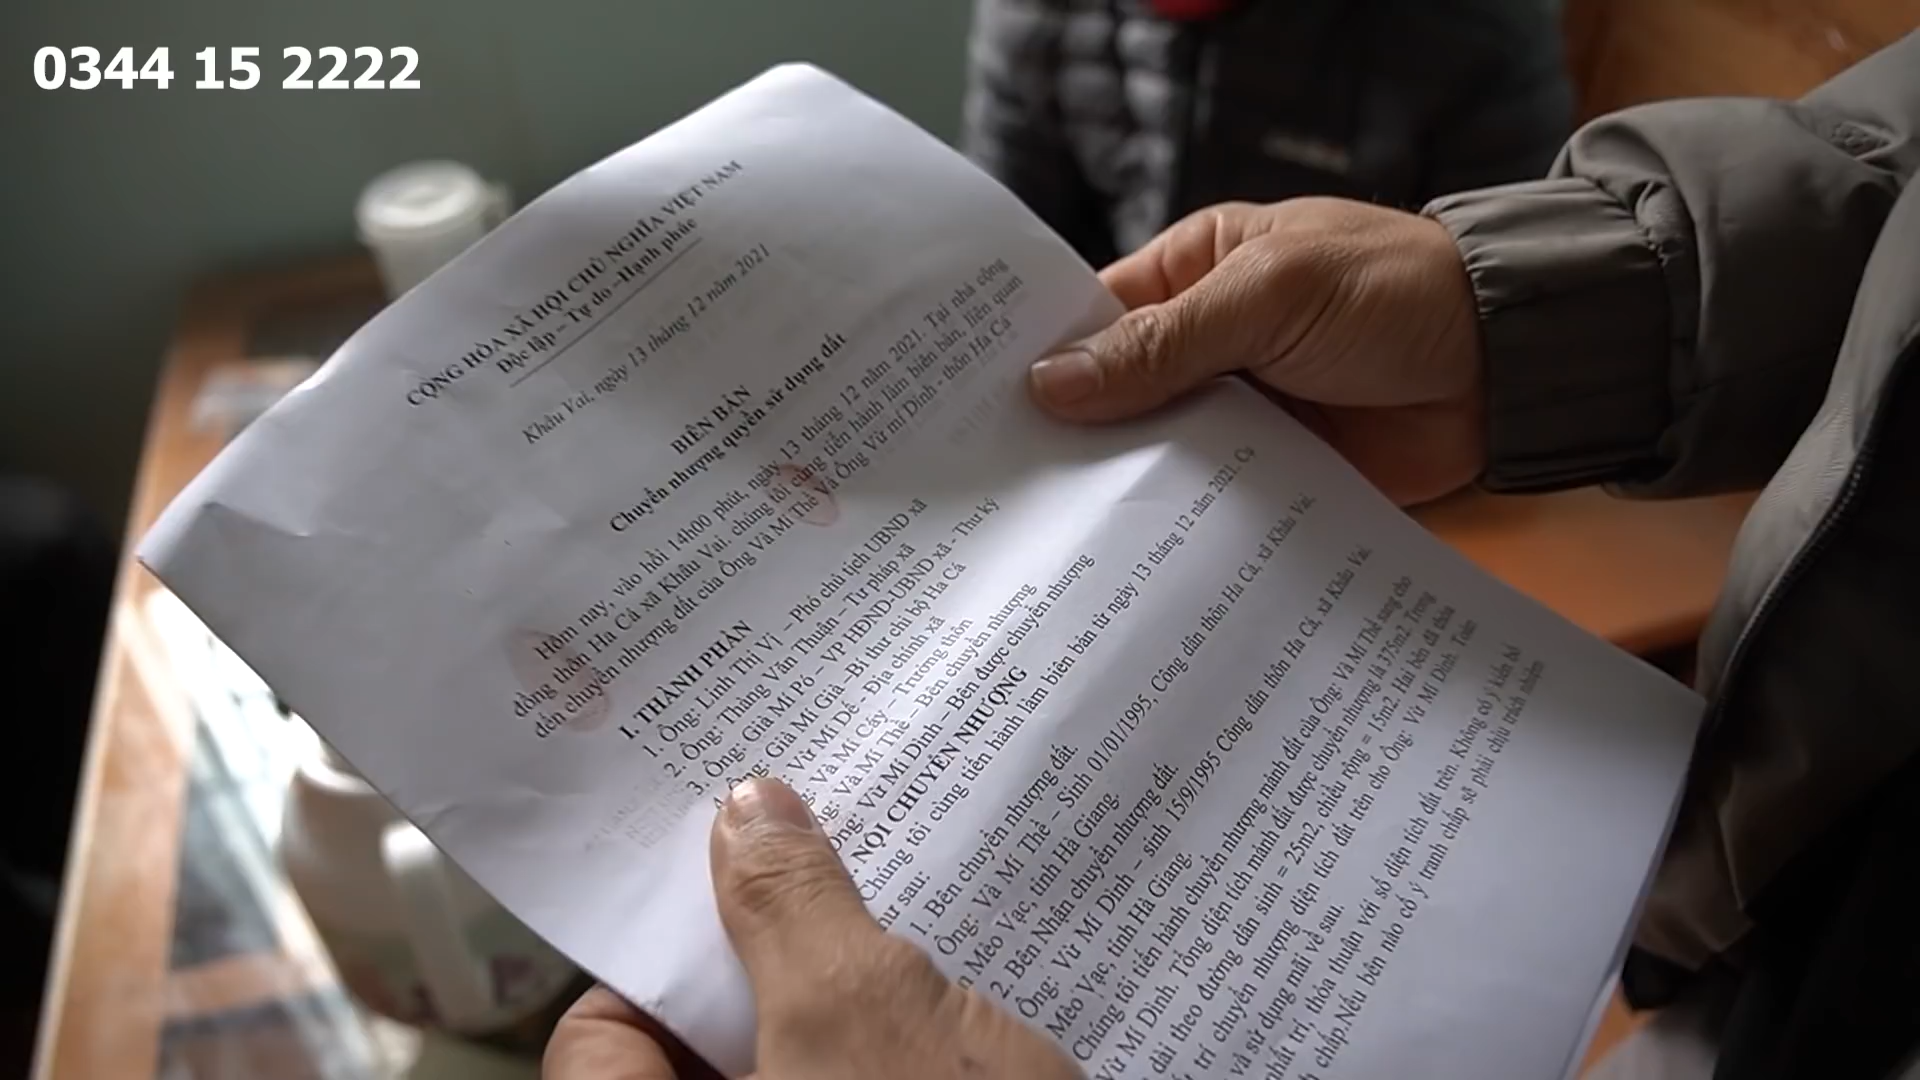 0344 15 2222
CỘNG HÒA XÃ HỘI CHỦ NGHĨA VIỆT NAM
Độc lập – Tự do –Hạnh phúc
Khâu Vai, ngày 13 tháng 12 năm 2021
BIÊN BẢN
Chuyển nhượng quyền sử dụng đất
Hôm nay, vào hồi 14h00 phút, ngày 13 tháng 12 năm 2021. Tại nhà cộng
đồng thôn Ha Cá xã Khâu Vai, chúng tôi cùng tiến hành làm biên bản, liên quan
đến chuyển nhượng đất của Ông Và Mí Thề và Ông Vừ mí Dình - thôn Ha Cá
I. THÀNH PHẦN
1. Ông: Linh Thị Vị – Phó chủ tịch UBND xã
2. Ông: Thăng Văn Thuận – Tư pháp xã
3. Ông: Già Mí Pó – VP HĐND-UBND xã - Thư ký
4. Ông: Già Mí Già –Bí thư chi bộ Ha Cá
Vừ Mí Dế - Địa chính xã
Và Mí Cáy – Trưởng thôn
Ông: Và Mí Thề – Bên chuyển nhượng
Ông: Vừ Mí Dình – Bên được chuyển nhượng
NỘI CHUYỂN NHƯỢNG
Chúng tôi cùng tiến hành làm biên bản từ ngày 13 tháng 12 năm 2021. Cụ
như sau:
1. Bên chuyển nhượng đất.
Ông: Và Mí Thề – Sinh 01/01/1995, Công dân thôn Ha Cá, xã Khâu Vai,
Mèo Vạc, tỉnh Hà Giang.
2. Bên Nhận chuyển nhượng đất.
Ông: Vừ Mí Dình – sinh 15/9/1995 Công dân thôn Ha Cá, xã Khâu Vai,
Mèo Vạc, tỉnh Hà Giang.
Chúng tôi tiến hành chuyển nhượng mảnh đất của Ông: Và Mí Thề sang cho
Vừ Mí Dình. Tổng diện tích mảnh đất được chuyển nhượng là 375m2. Trong
dài theo đường dân sinh = 25m2, chiều rộng = 15m2. Hai bên đã thỏa
trí chuyển nhượng diện tích đất trên cho Ông: Vừ Mí Dình. Toàn
và sử dụng mãi về sau.
nhất trí, thỏa thuận với số diện tích đất trên. Không có ý kiến bỏ
chấp.Nếu bên nào cố ý tranh chấp sẽ phải chịu trách nhiệm